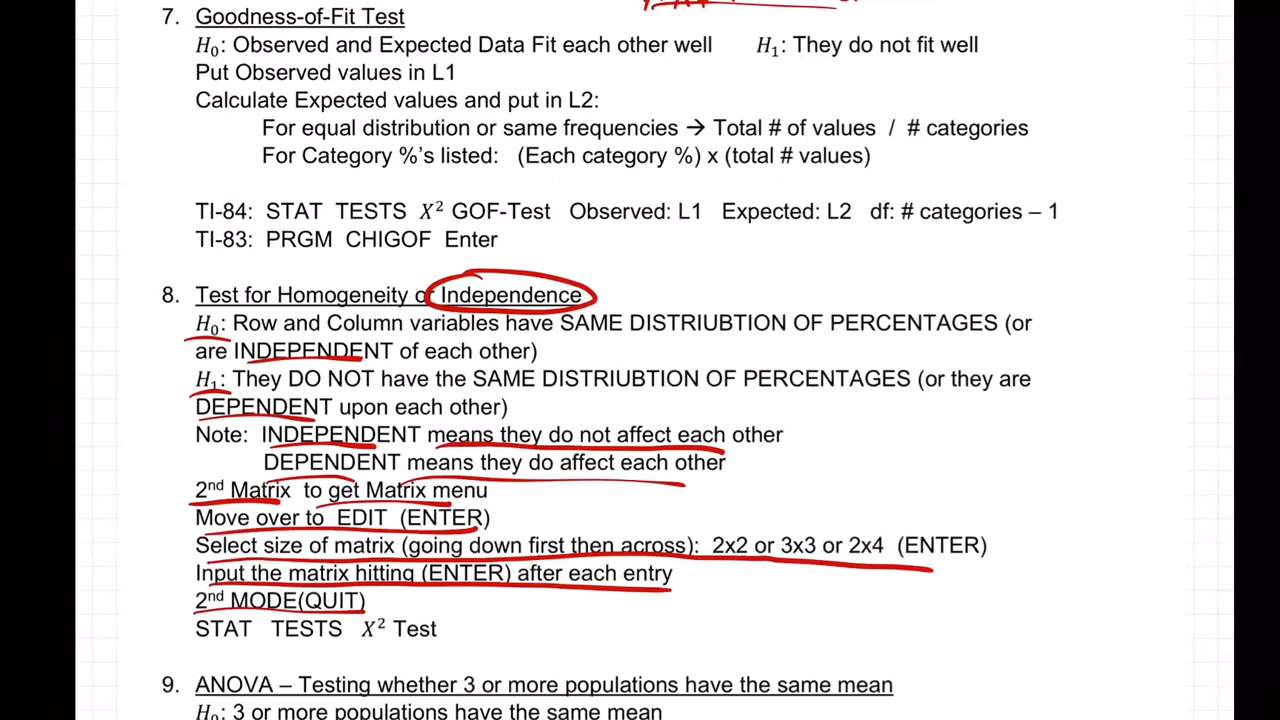 7. Goodness-of-Fit Test
H₀: Observed and Expected Data Fit each other well H₁: They do not fit well
Put Observed values in L1
Calculate Expected values and put in L2:
For equal distribution or same frequencies → Total # of values / # categories
For Category %'s listed: (Each category %) x (total # values)
TI-84: STAT TESTS X² GOF-Test Observed: L1 Expected: L2 df: # categories – 1
TI-83: PRGM CHIGOF Enter
8. Test for Homogeneity or Independence
H₀: Row and Column variables have SAME DISTRIUBTION OF PERCENTAGES (or
are INDEPENDENT of each other)
H₁: They DO NOT have the SAME DISTRIUBTION OF PERCENTAGES (or they are
DEPENDENT upon each other)
Note: INDEPENDENT means they do not affect each other
DEPENDENT means they do affect each other
2nd Matrix to get Matrix menu
Move over to EDIT (ENTER)
Select size of matrix (going down first then across): 2x2 or 3x3 or 2x4 (ENTER)
Input the matrix hitting (ENTER) after each entry
2nd MODE(QUIT)
STAT TESTS X² Test
9. ANOVA – Testing whether 3 or more populations have the same mean
H₀: 3 or more populations have the same mean